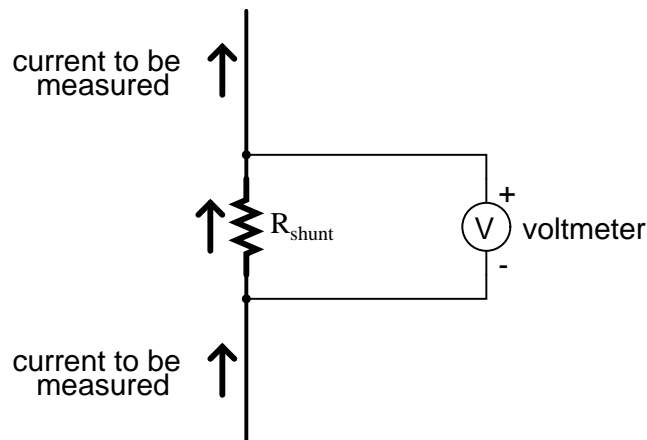 current to be
measured
+
R_shunt
V
voltmeter
-
current to be
measured